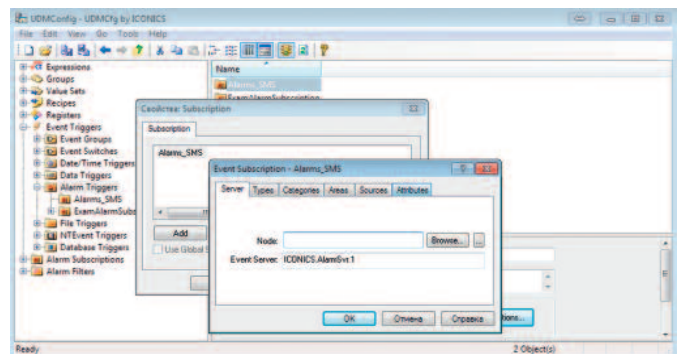 UDMConfig - UDMCfg by ICONICS
File Edit View Go Tools Help
Expressions
Groups
Value Sets
Recipes
Registers
Event Triggers
Event Groups
Event Switches
Date/Time Triggers
Data Triggers
Alarm Triggers
Alarms_SMS
ExamAlarmSubs
File Triggers
NTEvent Triggers
Database Triggers
Alarm Subscriptions
Alarm Filters
Name
Alarms_SMS
ExamAlarmSubscription
Свойства: Subscription
Subscription
Alarms_SMS
Add
Use Global
Event Subscription - Alarms_SMS
Server Types Categories Areas Sources Attributes
Node:
Browse... ...
Event Server: ICONICS.AlarmSvr.1
OK Отмена Справка
tions...
Ready
2 Object(s)